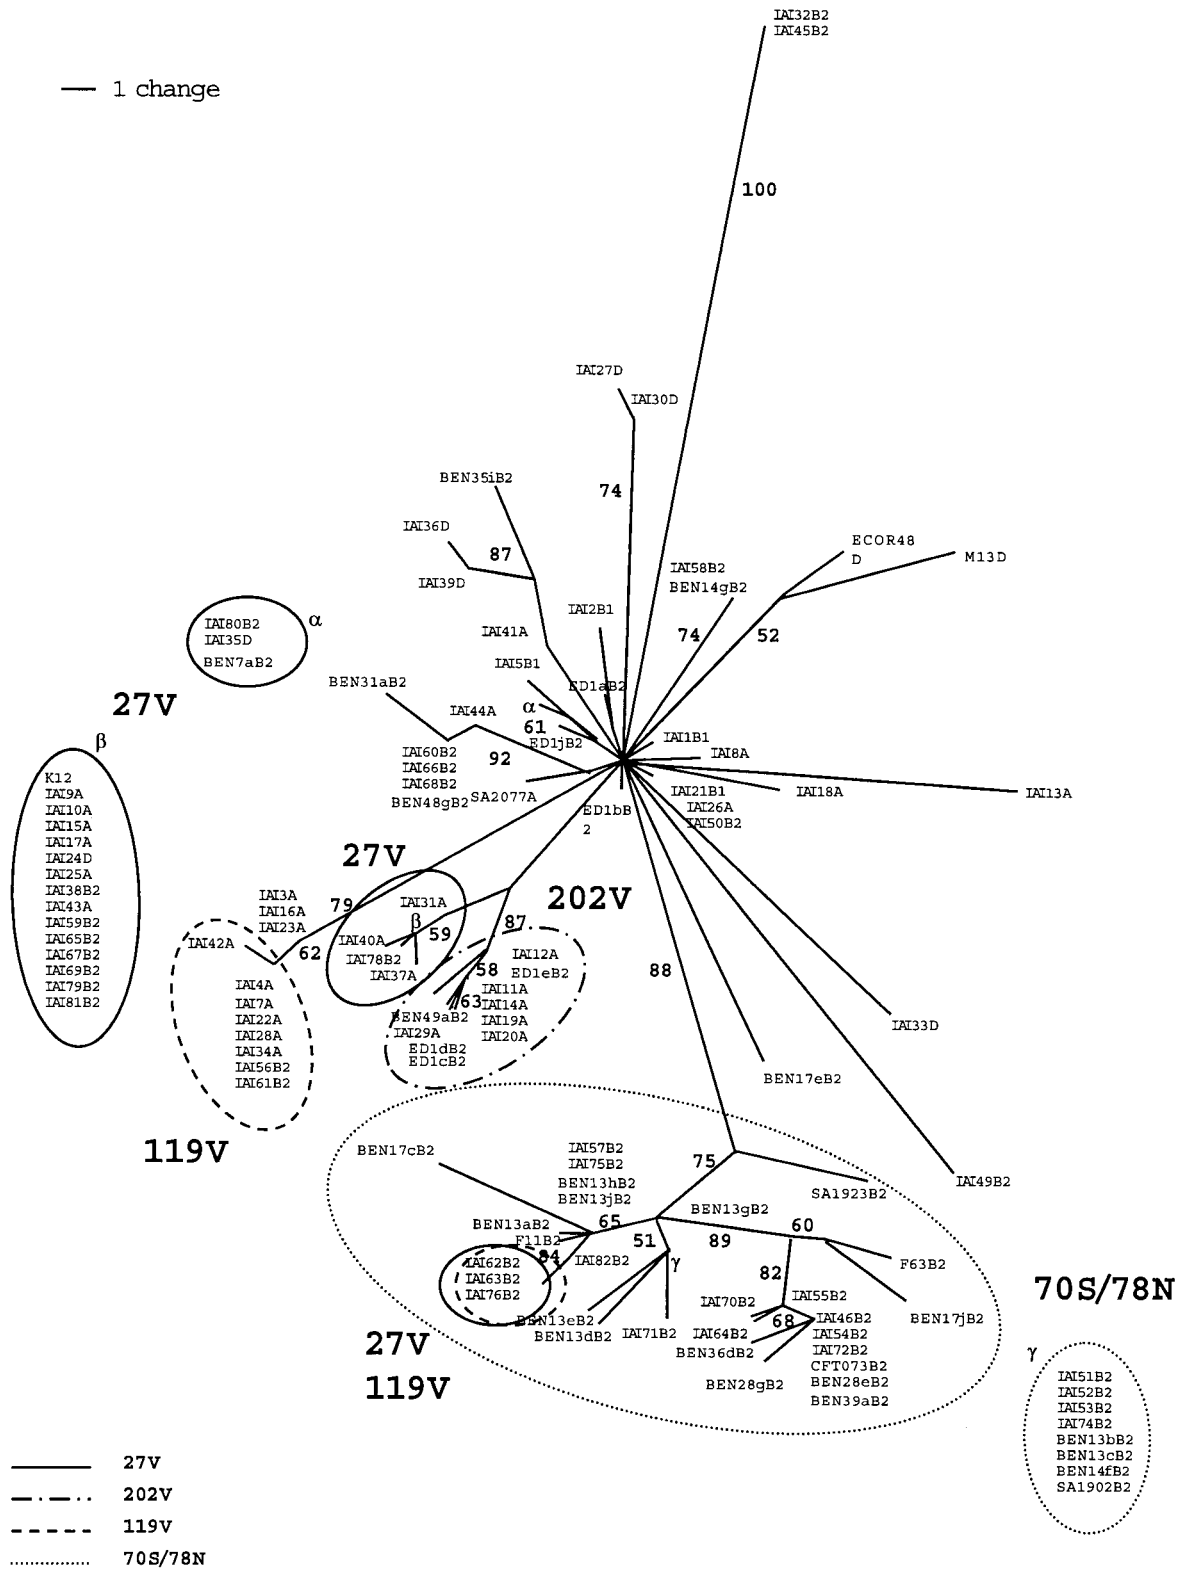 IAI32B2
IAI45B2
1 change
100
IAI27D
IAI30D
74
BEN35iB2
IAI36D
87
IAI39D
ECOR48
D
M13D
IAI58B2
BEN14gB2
IAI2B1
74
52
IAI80B2
IAI35D
BEN7aB2
α
IAI41A
IAI5B1
ED1aB2
BEN31aB2
27V
IAI44A
α
61
ED1jB2
IAI1B1
IAI8A
β
IAI60B2
IAI66B2
IAI68B2
BEN48gB2
92
SA2077A
ED1bB
2
IAI21B1
IAI26A
IAI50B2
IAI18A
IAI13A
K12
IAI9A
IAI10A
IAI15A
IAI17A
IAI24D
IAI25A
IAI38B2
IAI43A
IAI59B2
IAI65B2
IAI67B2
IAI69B2
IAI79B2
IAI81B2
27V
IAI3A
IAI16A
IAI23A
79
IAI31A
β
59
202V
87
IAI42A
62
IAI40A
IAI78B2
IAI37A
58
63
IAI12A
ED1eB2
IAI11A
IAI14A
IAI19A
IAI20A
88
IAI4A
IAI7A
IAI22A
IAI28A
IAI34A
IAI56B2
IAI61B2
BEN49aB2
IAI29A
ED1dB2
ED1cB2
IAI33D
BEN17eB2
119V
BEN17cB2
IAI57B2
IAI75B2
BEN13hB2
BEN13jB2
75
SA1923B2
IAI49B2
BEN13aB2
F11B2
65
51
BEN13gB2
89
60
84
IAI82B2
γ
82
F63B2
IAI62B2
IAI63B2
IAI76B2
70S/78N
BEN13eB2
BEN13dB2
IAI71B2
IAI70B2
IAI55B2
68
IAI64B2
BEN36dB2
BEN28gB2
IAI46B2
IAI54B2
IAI72B2
CFT073B2
BEN28eB2
BEN39aB2
BEN17jB2
27V
119V
γ
IAI51B2
IAI52B2
IAI53B2
IAI74B2
BEN13bB2
BEN13cB2
BEN14fB2
SA1902B2
27V
202V
119V
70S/78N